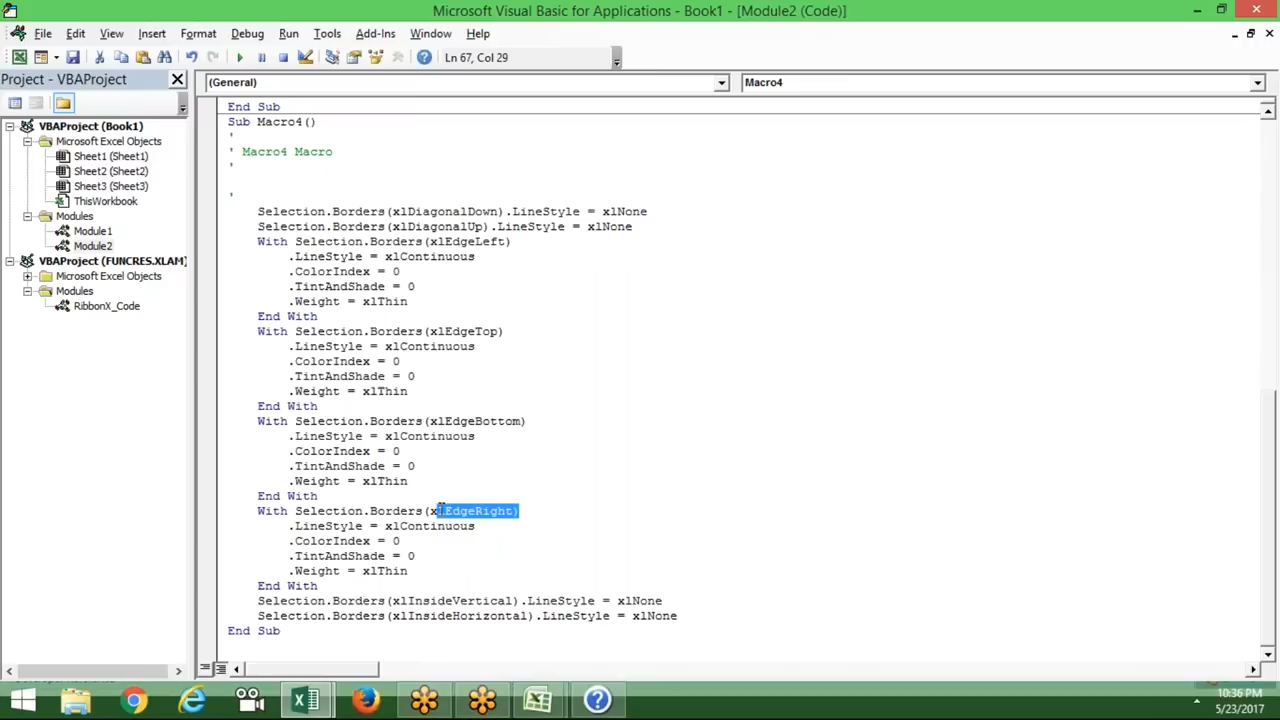 Microsoft Visual Basic for Applications - Book1 - [Module2 (Code)]
File Edit View Insert Format Debug Run Tools Add-Ins Window Help
Ln 67, Col 29
Project - VBAProject
(General)
Macro4
VBAProject (Book1)
Microsoft Excel Objects
Sheet1 (Sheet1)
Sheet2 (Sheet2)
Sheet3 (Sheet3)
ThisWorkbook
Modules
Module1
Module2
VBAProject (FUNCRES.XLAM)
Microsoft Excel Objects
Modules
RibbonX_Code
End Sub
Sub Macro4()
'
' Macro4 Macro
'
'
Selection.Borders(xlDiagonalDown).LineStyle = xlNone
Selection.Borders(xlDiagonalUp).LineStyle = xlNone
With Selection.Borders(xlEdgeLeft)
.LineStyle = xlContinuous
.ColorIndex = 0
.TintAndShade = 0
.Weight = xlThin
End With
With Selection.Borders(xlEdgeTop)
.LineStyle = xlContinuous
.ColorIndex = 0
.TintAndShade = 0
.Weight = xlThin
End With
With Selection.Borders(xlEdgeBottom)
.LineStyle = xlContinuous
.ColorIndex = 0
.TintAndShade = 0
.Weight = xlThin
End With
With Selection.Borders(xlEdgeRight)
.LineStyle = xlContinuous
.ColorIndex = 0
.TintAndShade = 0
.Weight = xlThin
End With
Selection.Borders(xlInsideVertical).LineStyle = xlNone
Selection.Borders(xlInsideHorizontal).LineStyle = xlNone
End Sub
10:36 PM
5/23/2017